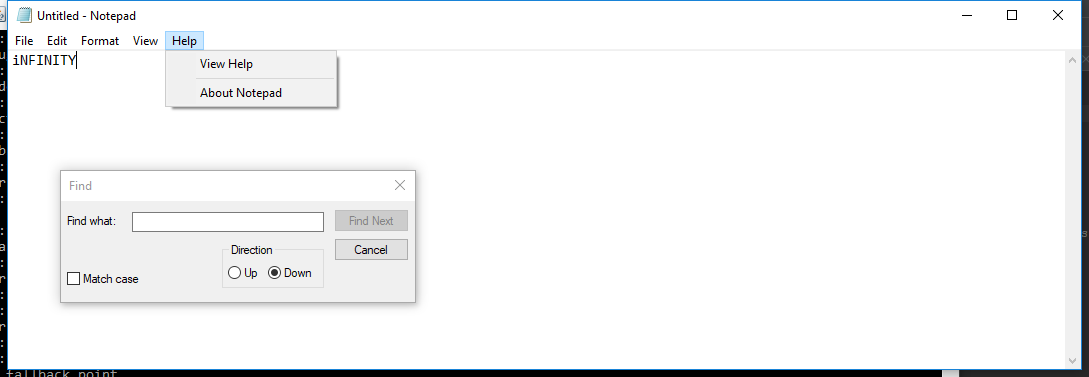 Untitled - Notepad
File Edit Format View Help
iNFINITY
View Help
About Notepad
Find
Find what:
Find Next
Cancel
Direction
Up Down
Match case
fallback point